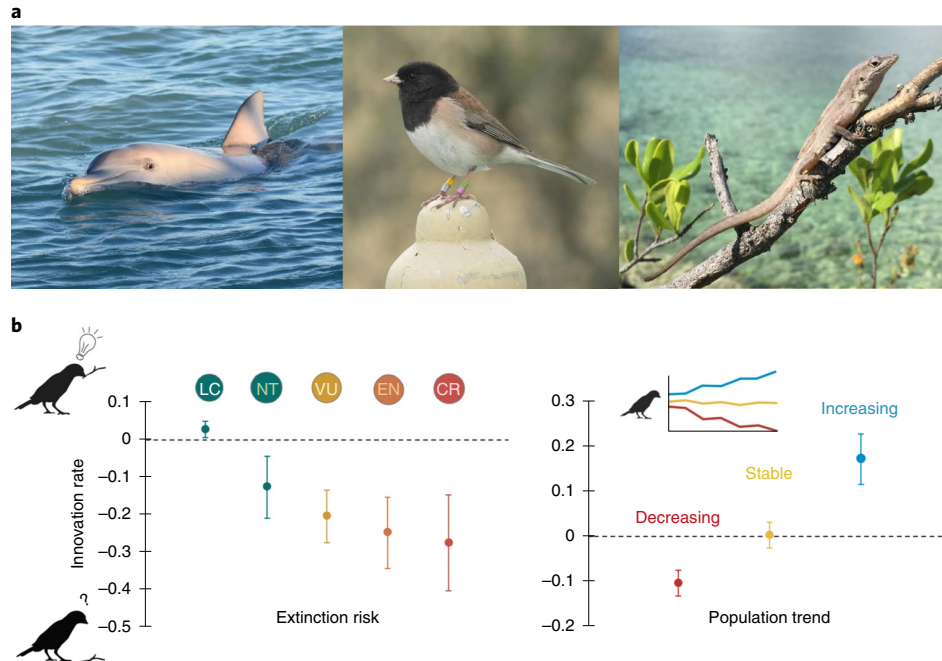 a
b
LC NT VU EN CR
0.1
0
–0.1
–0.2
–0.3
–0.4
–0.5
Innovation rate
?
Extinction risk
0.3
0.2
0.1
0
–0.1
–0.2
Increasing
Stable
Decreasing
Population trend